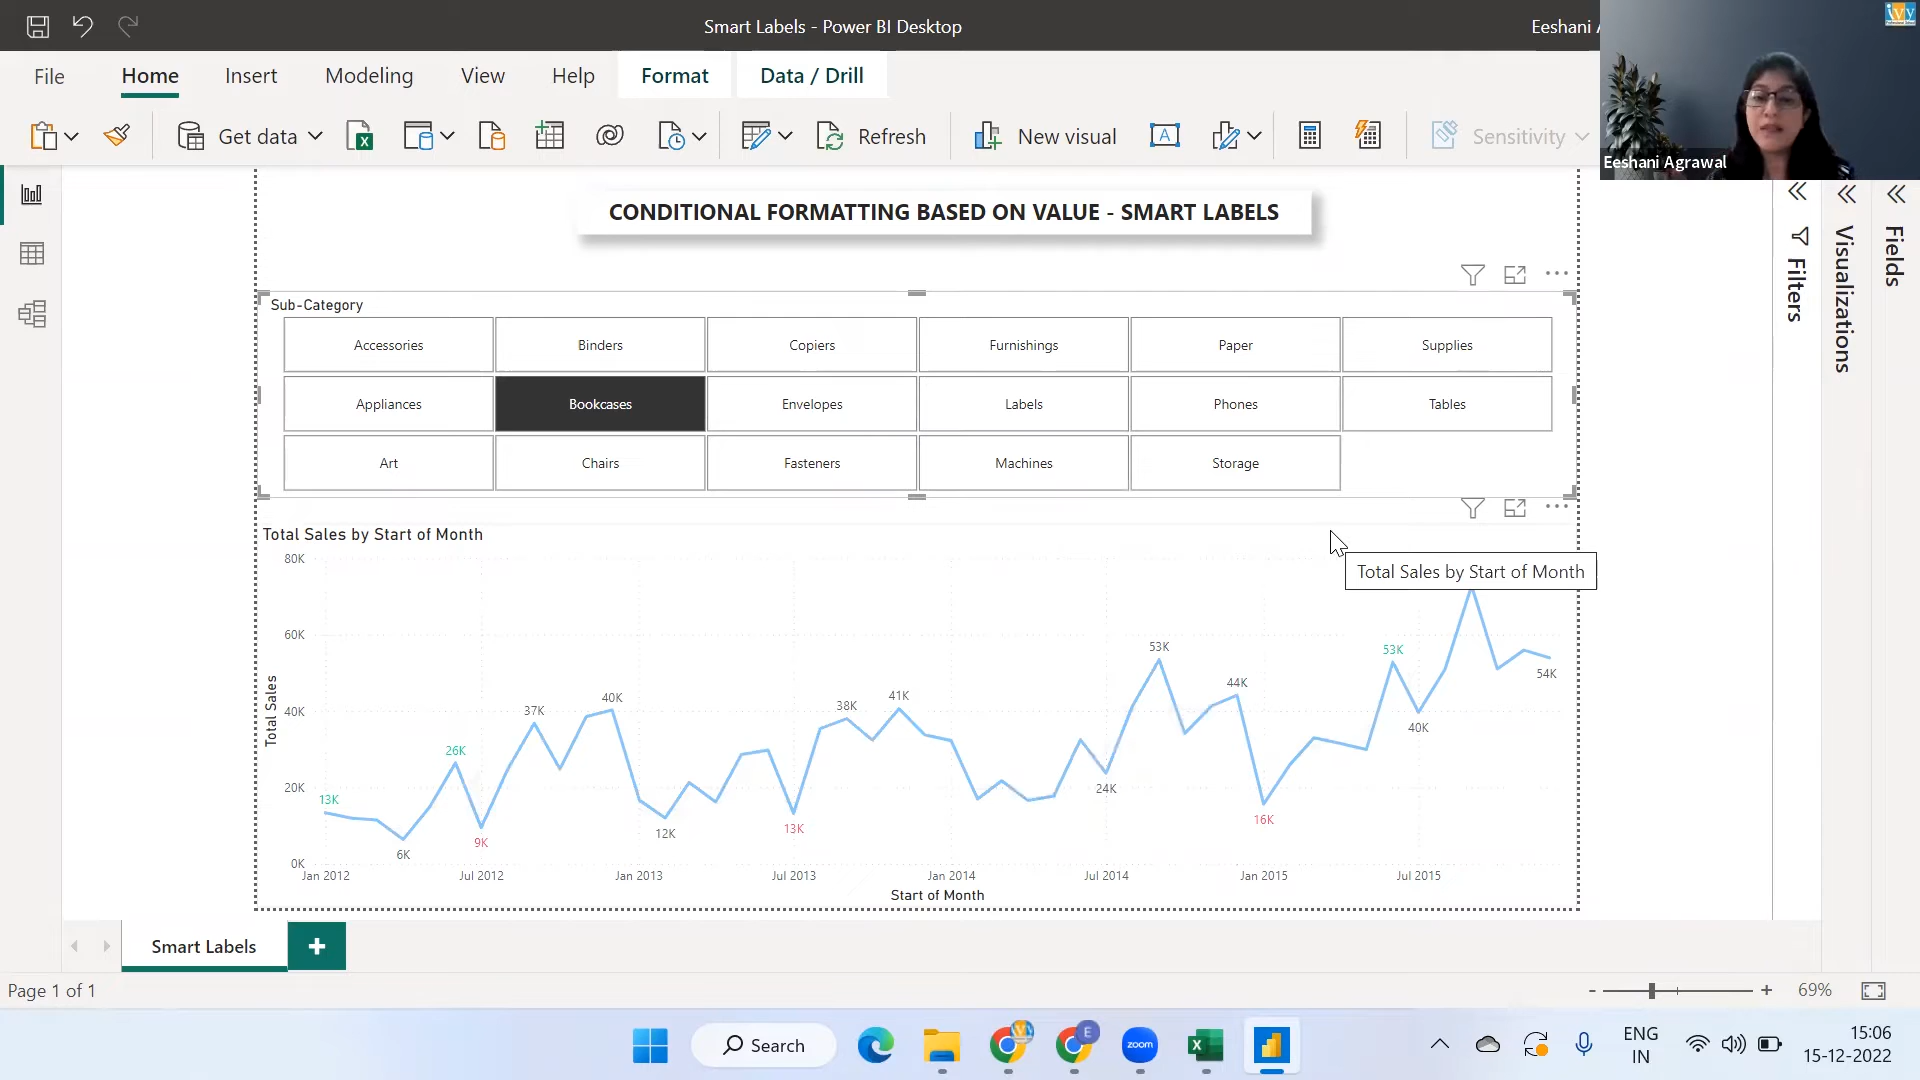 Smart Labels - Power BI Desktop
Eeshani A
ivy
Eeshani Agrawal
File
Home
Insert
Modeling
View
Help
Format
Data / Drill
Get data
Refresh
New visual
Sensitivity
CONDITIONAL FORMATTING BASED ON VALUE - SMART LABELS
Filters
Visualizations
Fields
Sub-Category
Accessories
Binders
Copiers
Furnishings
Paper
Supplies
Appliances
Bookcases
Envelopes
Labels
Phones
Tables
Art
Chairs
Fasteners
Machines
Storage
Total Sales by Start of Month
Total Sales by Start of Month
Total Sales
80K
60K
40K
20K
0K
13K
6K
26K
9K
37K
40K
12K
13K
38K
41K
24K
53K
44K
16K
53K
40K
54K
Jan 2012
Jul 2012
Jan 2013
Jul 2013
Jan 2014
Jul 2014
Jan 2015
Jul 2015
Start of Month
Smart Labels
Page 1 of 1
- + 69%
Search
zoom
ENG
IN
15:06
15-12-2022